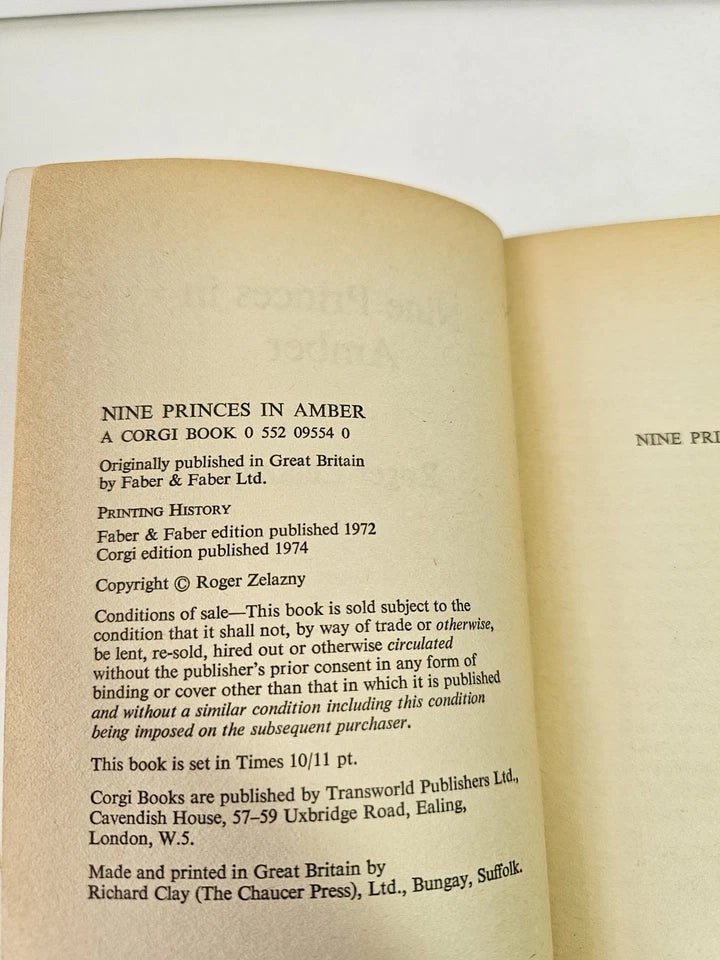 NINE PRINCES IN AMBER
A CORGI BOOK 0 552 09554 0
Originally published in Great Britain
by Faber & Faber Ltd.
PRINTING HISTORY
Faber & Faber edition published 1972
Corgi edition published 1974
Copyright © Roger Zelazny
Conditions of sale—This book is sold subject to the
condition that it shall not, by way of trade or otherwise,
be lent, re-sold, hired out or otherwise circulated
without the publisher's prior consent in any form of
binding or cover other than that in which it is published
and without a similar condition including this condition
being imposed on the subsequent purchaser.
This book is set in Times 10/11 pt.
Corgi Books are published by Transworld Publishers Ltd.,
Cavendish House, 57–59 Uxbridge Road, Ealing,
London, W.5.
Made and printed in Great Britain by
Richard Clay (The Chaucer Press), Ltd., Bungay, Suffolk.
NINE PRI